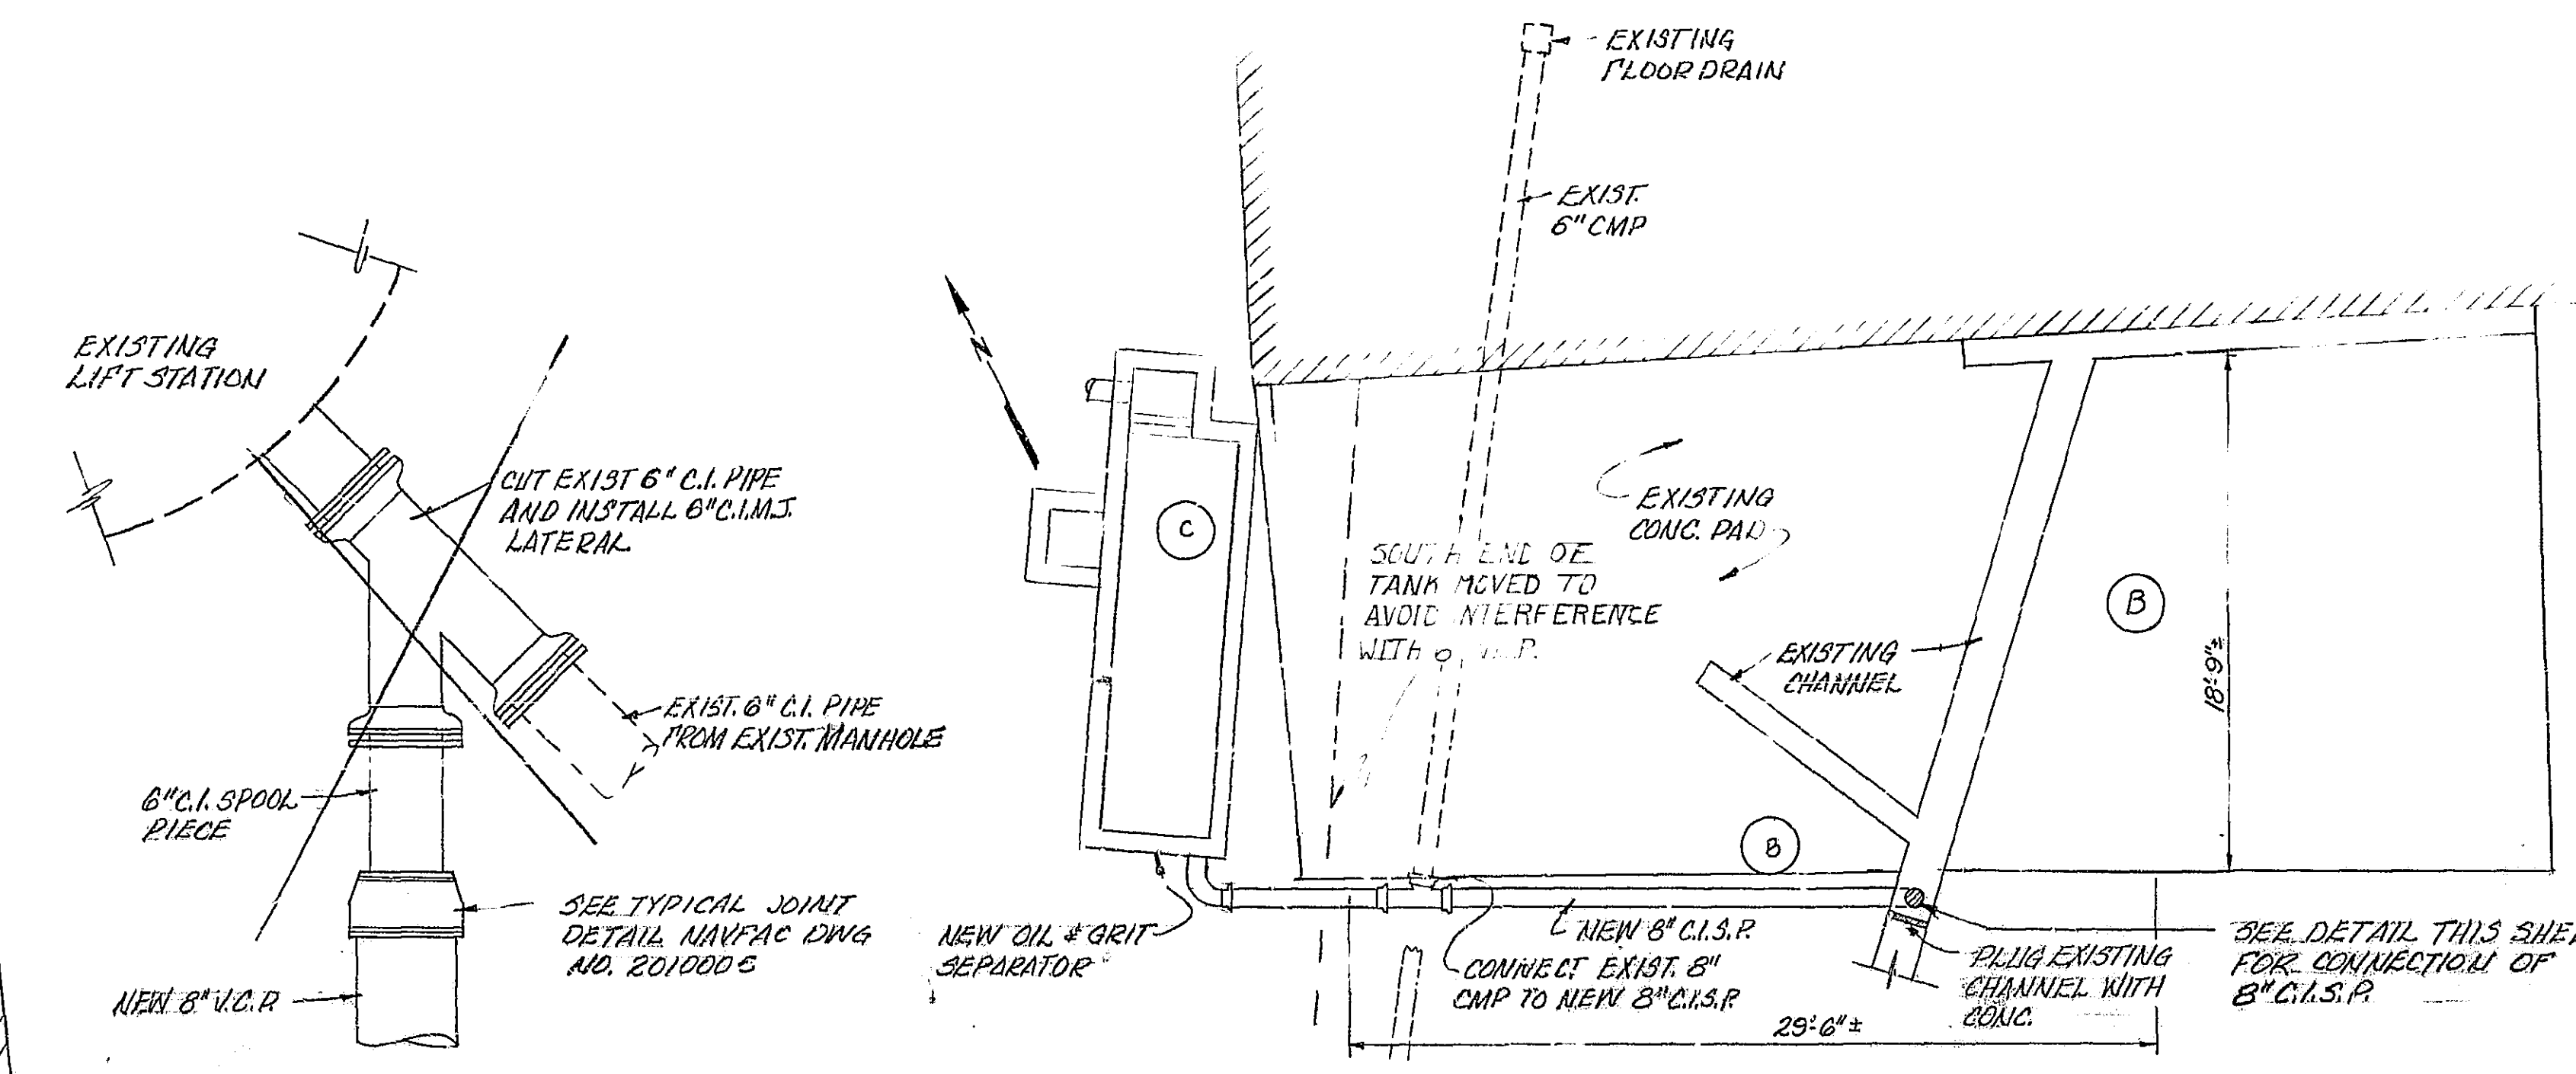 EXISTING
LIFT STATION
CUT EXIST 6" C.I. PIPE
AND INSTALL 6" C.I.M.J.
LATERAL
EXIST. 6" C.I. PIPE
FROM EXIST. MANHOLE
6" C.I. SPOOL
PIECE
SEE TYPICAL JOINT
DETAIL NAVFAC DWG
NO. 2010005
NEW 8" V.C.P.
N
EXISTING
FLOOR DRAIN
EXIST.
6" CMP
C
EXISTING
CONC. PAD
SOUTH END OF
TANK MOVED TO
AVOID INTERFERENCE
WITH
EXISTING
CHANNEL
B
18'-9"±
B
NEW OIL & GRIT
SEPARATOR
NEW 8" C.I.S.P.
CONNECT EXIST. 8"
CMP TO NEW 8" C.I.S.P.
PLUG EXISTING
CHANNEL WITH
CONC.
SEE DETAIL THIS SHE
FOR CONNECTION OF
8" C.I.S.P.
29'-6"±